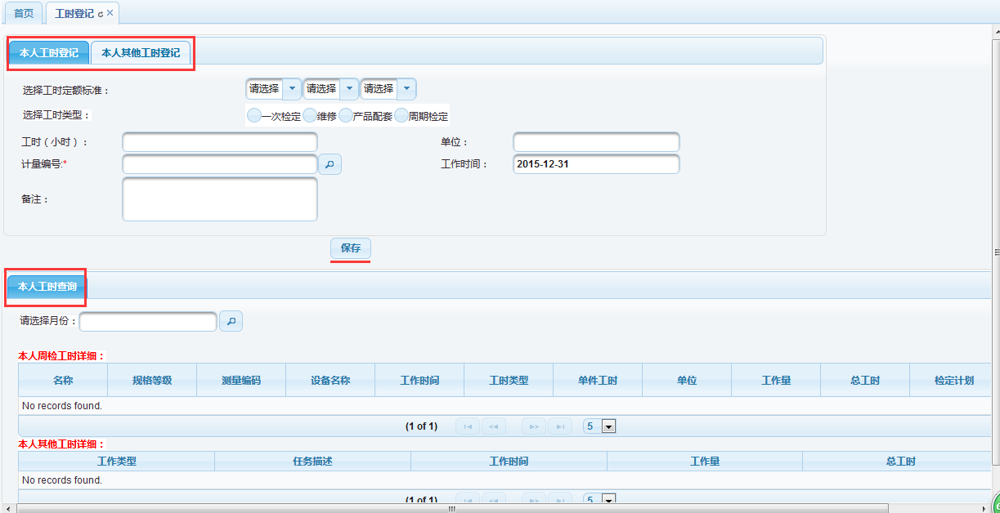 首页 工时登记
本人工时登记 本人其他工时登记
选择工时定额标准： 请选择 请选择 请选择
选择工时类型： 一次检定 维修 产品配套 周期检定
工时（小时）： 单位：
计量编号:* 工作时间： 2015-12-31
备注：
保存
本人工时查询
请选择月份：
本人周检工时详细：
名称 规格等级 测量编码 设备名称 工作时间 工时类型 单件工时 单位 工作量 总工时 检定计划
No records found.
(1 of 1) 5
本人其他工时详细：
工作类型 任务描述 工作时间 工作量 总工时
No records found.
(1 of 1) 5